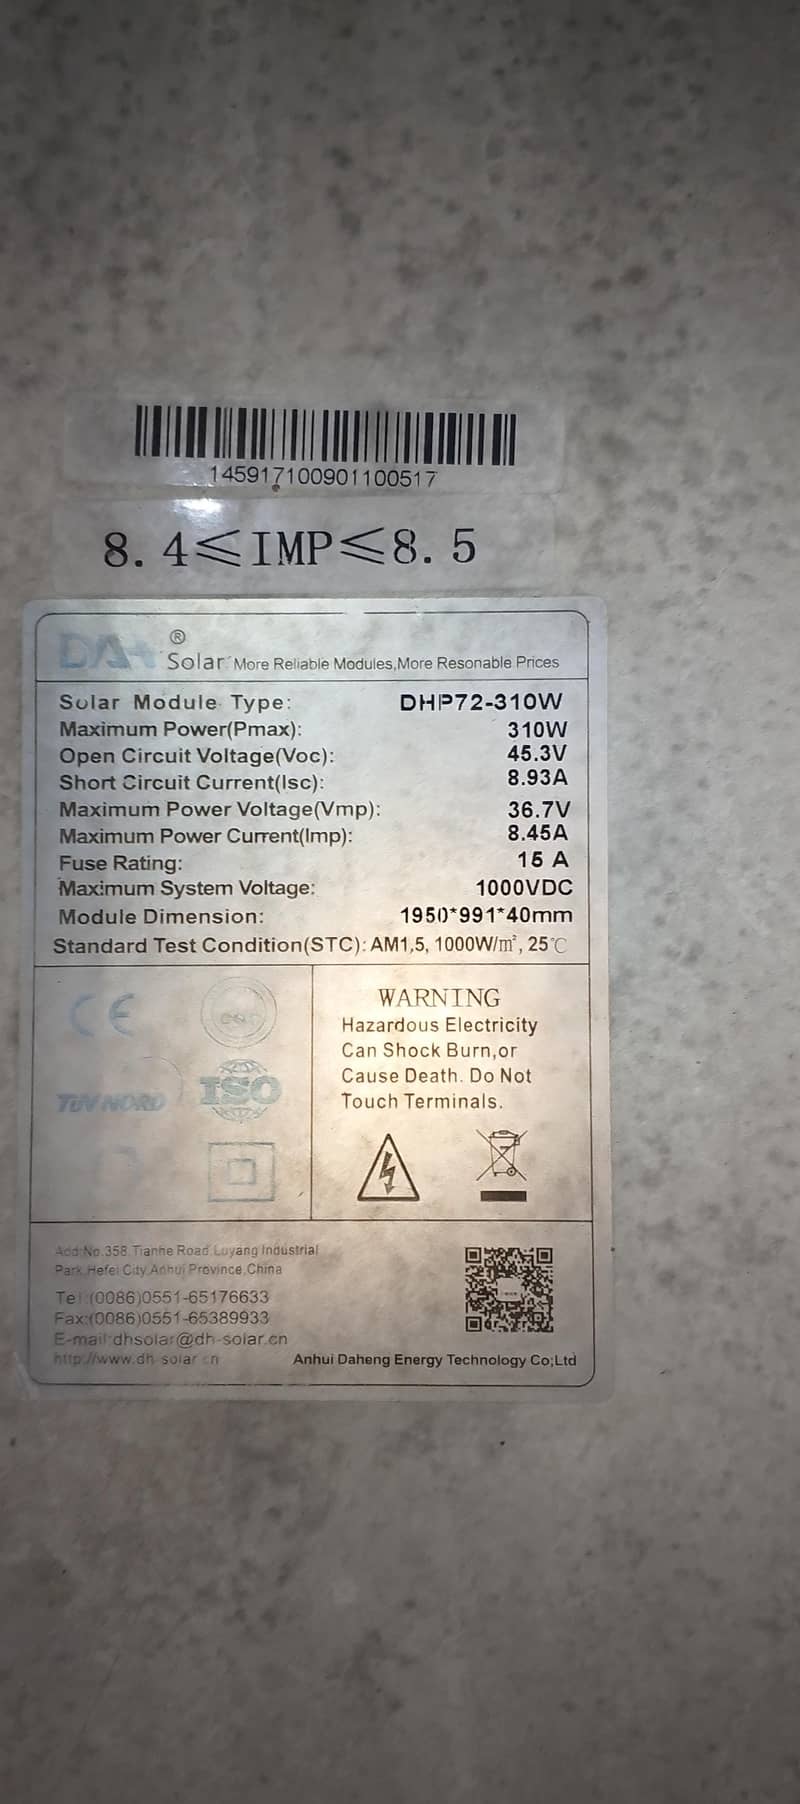 145917100901100517
8.4≤IMP≤8.5
DAH ®
Solar More Reliable Modules,More Resonable Prices
Solar Module Type: DHP72-310W
Maximum Power(Pmax): 310W
Open Circuit Voltage(Voc): 45.3V
Short Circuit Current(Isc): 8.93A
Maximum Power Voltage(Vmp): 36.7V
Maximum Power Current(Imp): 8.45A
Fuse Rating: 15 A
Maximum System Voltage: 1000VDC
Module Dimension: 1950*991*40mm
Standard Test Condition(STC): AM1,5, 1000W/m², 25℃
CE
TÜV NORD
ISO
WARNING
Hazardous Electricity
Can Shock Burn,or
Cause Death. Do Not
Touch Terminals.
Add:No.358,Tianhe Road,Luyang Industrial
Park,Hefei City,Anhui Province,China
Tel:(0086)0551-65176633
Fax:(0086)0551-65389933
E-mail:dhsolar@dh-solar.cn
http://www.dh-solar.cn
Anhui Daheng Energy Technology Co;Ltd